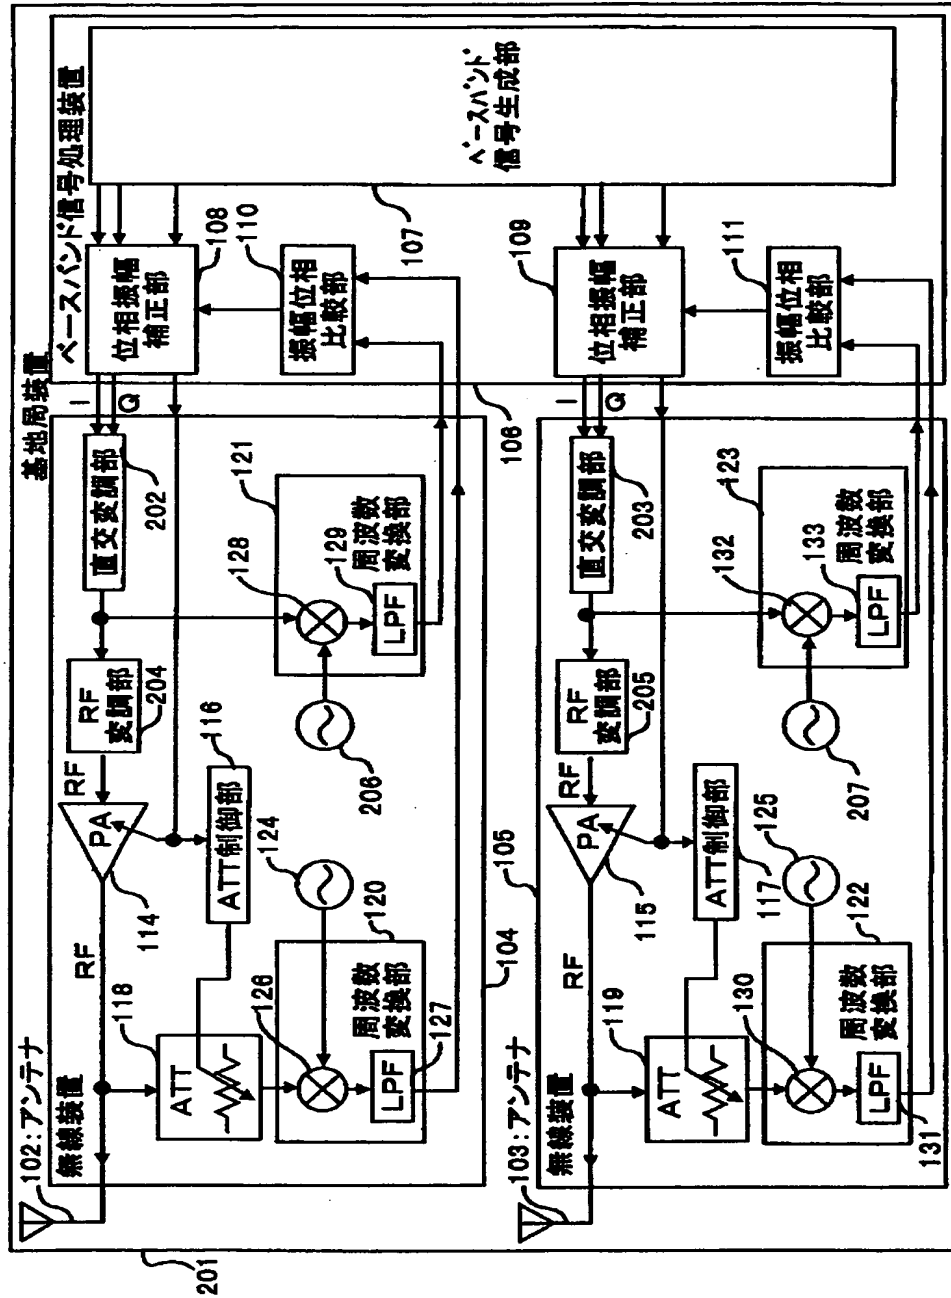 基地局装置
201
102:アンテナ
無線装置
RF
114
PA
RF
RF
変調部
204
直交変調部
202
I
Q
ベースバンド信号処理装置
位相振幅
補正部
108
振幅位相
比較部
110
107
ベースバンド
信号生成部
118
ATT
116
ATT制御部
124
126
120
周波数
変換部
LPF
127
104
206
128
121
129
周波数
変換部
LPF
106
103:アンテナ
無線装置
105
RF
115
PA
RF
RF
変調部
205
直交変調部
203
I
Q
位相振幅
補正部
109
振幅位相
比較部
111
119
ATT
ATT制御部
117
125
130
122
周波数
変換部
LPF
131
207
132
123
133
周波数
変換部
LPF